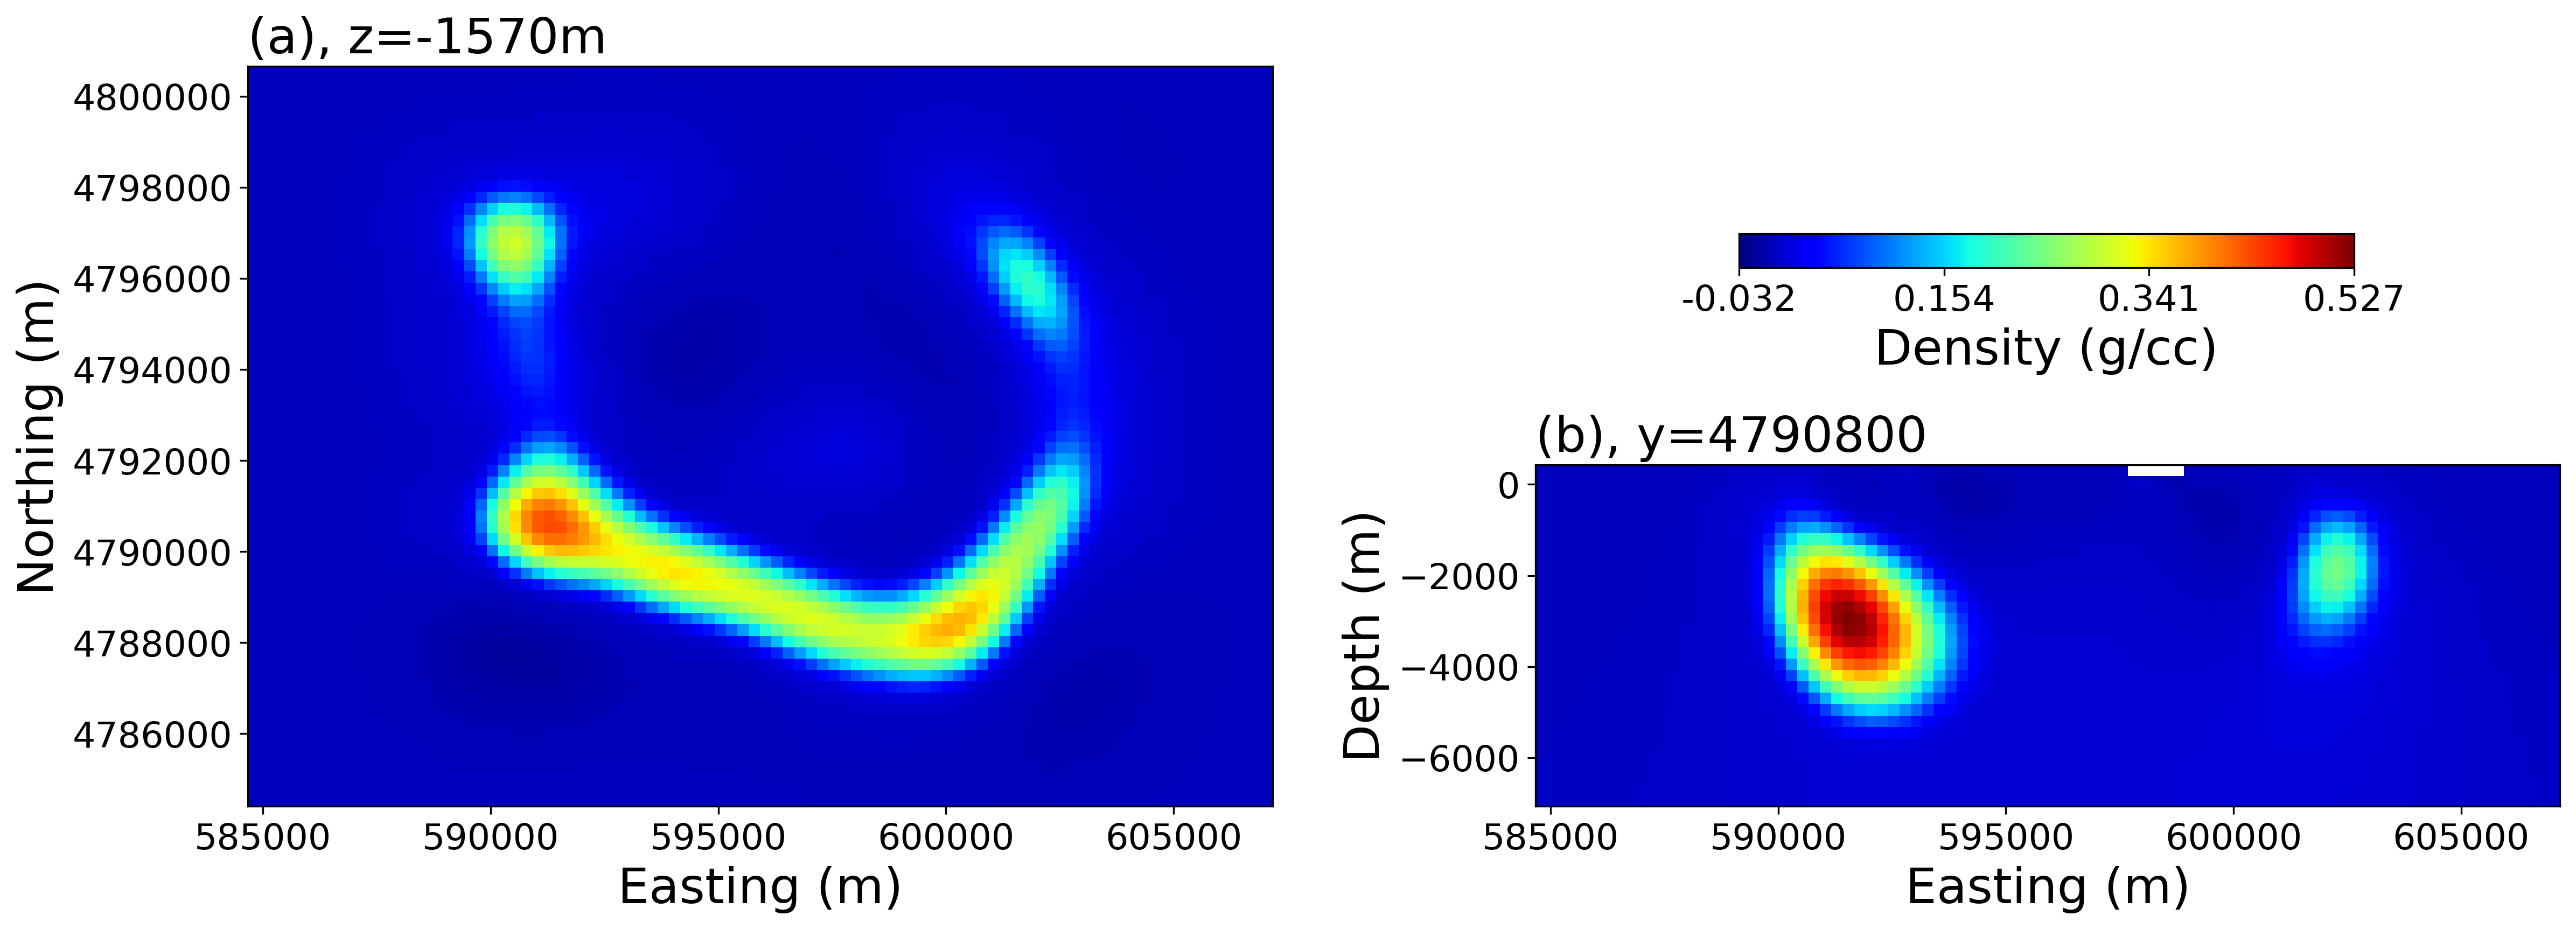 (a), z=-1570m
4800000
4798000
4796000
4794000
4792000
4790000
4788000
4786000
Northing (m)
585000 590000 595000 600000 605000
Easting (m)
-0.032 0.154 0.341 0.527
Density (g/cc)
(b), y=4790800
0
−2000
−4000
−6000
Depth (m)
585000 590000 595000 600000 605000
Easting (m)